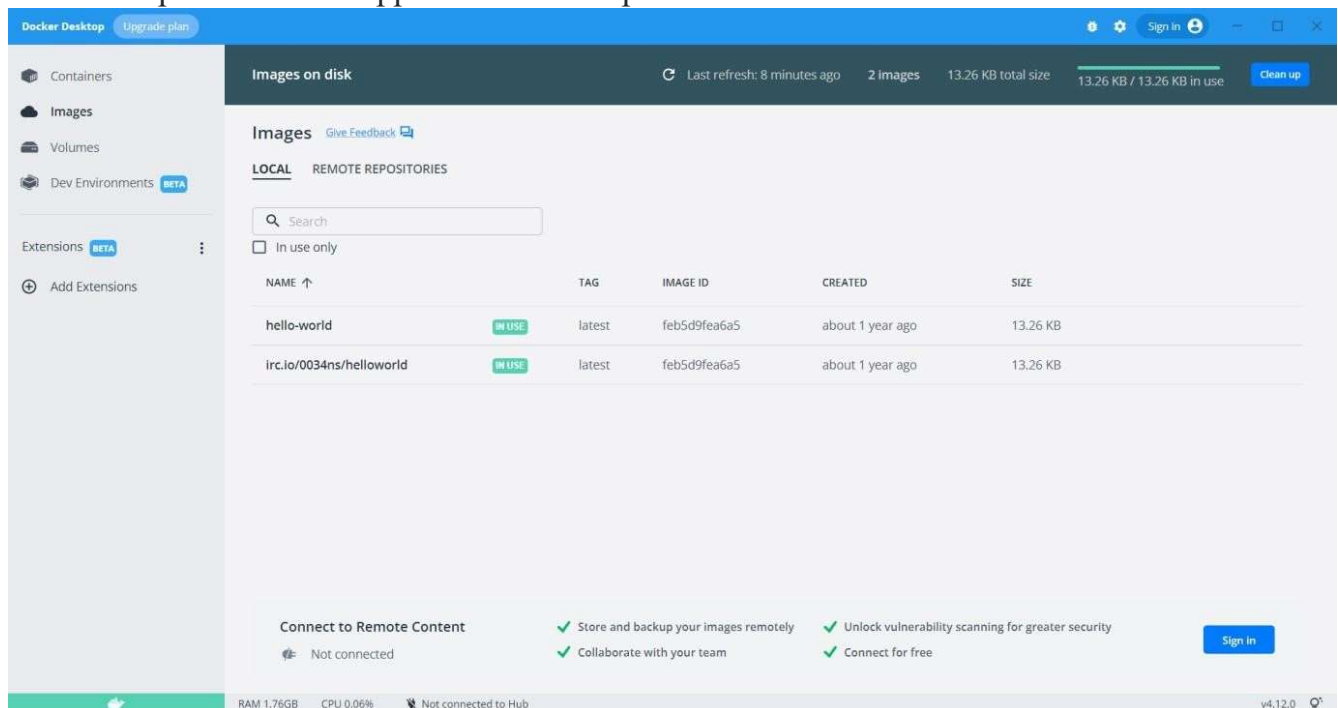 Docker Desktop Upgrade plan Sign in
Containers
Images
Volumes
Dev Environments BETA
Extensions BETA
Add Extensions
Images on disk Last refresh: 8 minutes ago 2 images 13.26 KB total size 13.26 KB / 13.26 KB in use Clean up
Images Give Feedback
LOCAL REMOTE REPOSITORIES
Search
In use only
NAME TAG IMAGE ID CREATED SIZE
hello-world IN USE latest feb5d9fea6a5 about 1 year ago 13.26 KB
irc.io/0034ns/helloworld IN USE latest feb5d9fea6a5 about 1 year ago 13.26 KB
Connect to Remote Content
Not connected
Store and backup your images remotely Unlock vulnerability scanning for greater security
Collaborate with your team Connect for free
Sign in
RAM 1.76GB CPU 0.06% Not connected to Hub v4.12.0